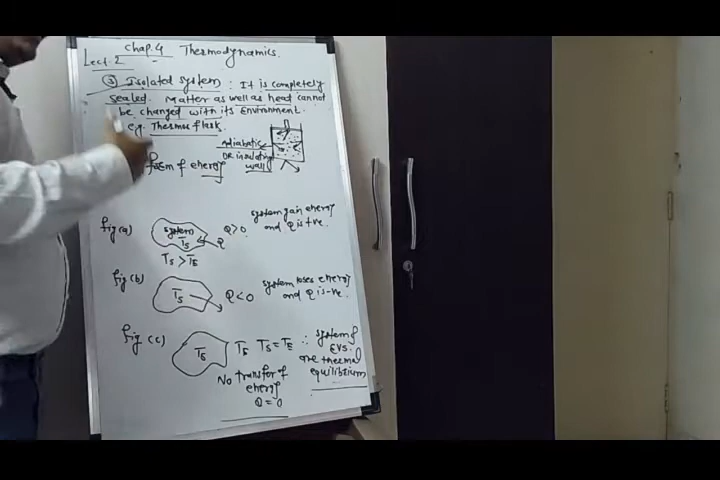 Chap. 4 Thermodynamics.
Lect. 2
③ Isolated system : It is completely
sealed. Matter as well as head cannot
be changed with its Environment.
e.g. Thermos flask.
Adiabatic
OR insulating
wall
form of energy
fig (a)
system
Ts
Q
Q > 0
system gain energy
and Q is +ve.
Ts > TE
fig (b)
Ts
Q < 0
system loses energy
and Q is -ve.
fig (c)
Ts
TE
Ts = TE
∴ system &
EVS.
are thermal
equilibrium
No transfer of
energy
Q = 0